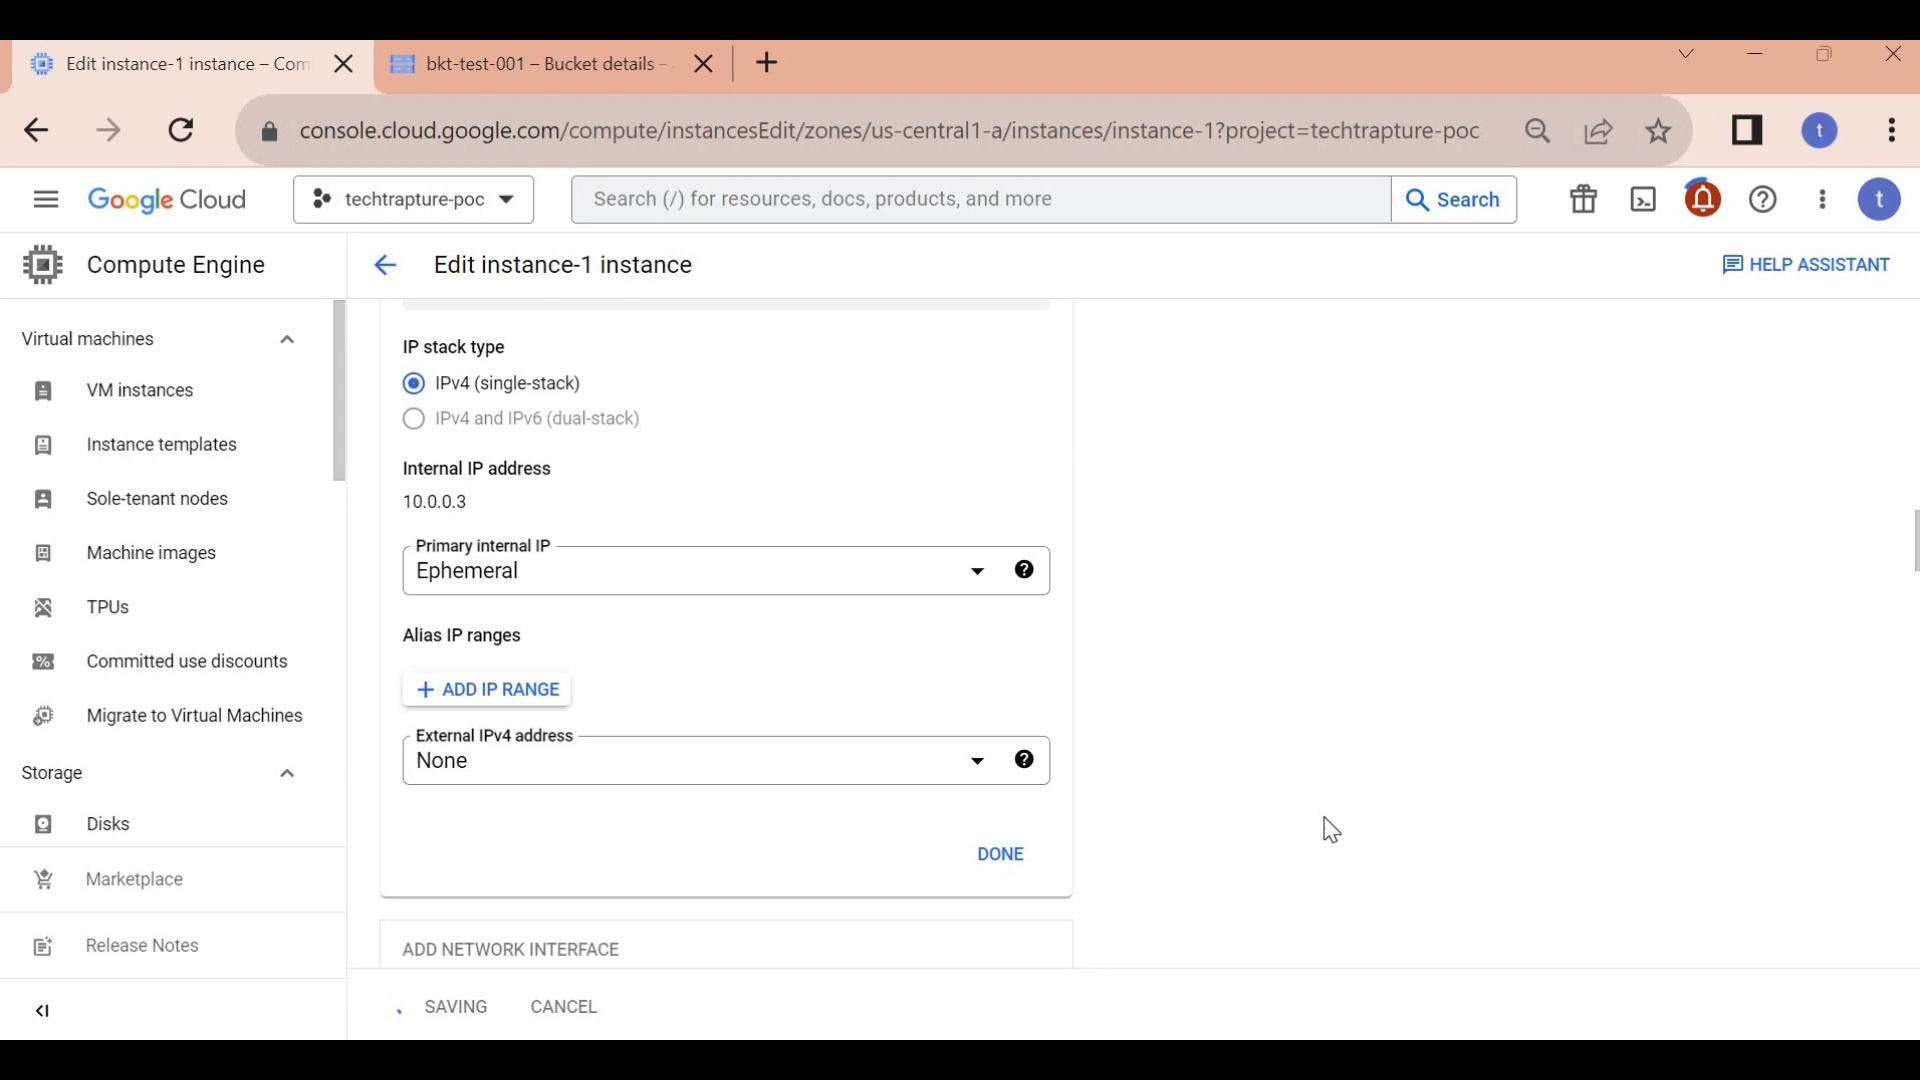 Edit instance-1 instance – Com
bkt-test-001 – Bucket details –
console.cloud.google.com/compute/instancesEdit/zones/us-central1-a/instances/instance-1?project=techtrapture-poc
t
Google Cloud
techtrapture-poc
Search (/) for resources, docs, products, and more
Search
t
Compute Engine
Edit instance-1 instance
HELP ASSISTANT
Virtual machines
VM instances
Instance templates
Sole-tenant nodes
Machine images
TPUs
Committed use discounts
Migrate to Virtual Machines
Storage
Disks
Marketplace
Release Notes
IP stack type
IPv4 (single-stack)
IPv4 and IPv6 (dual-stack)
Internal IP address
10.0.0.3
Primary internal IP
Ephemeral
Alias IP ranges
+ ADD IP RANGE
External IPv4 address
None
DONE
ADD NETWORK INTERFACE
SAVING
CANCEL